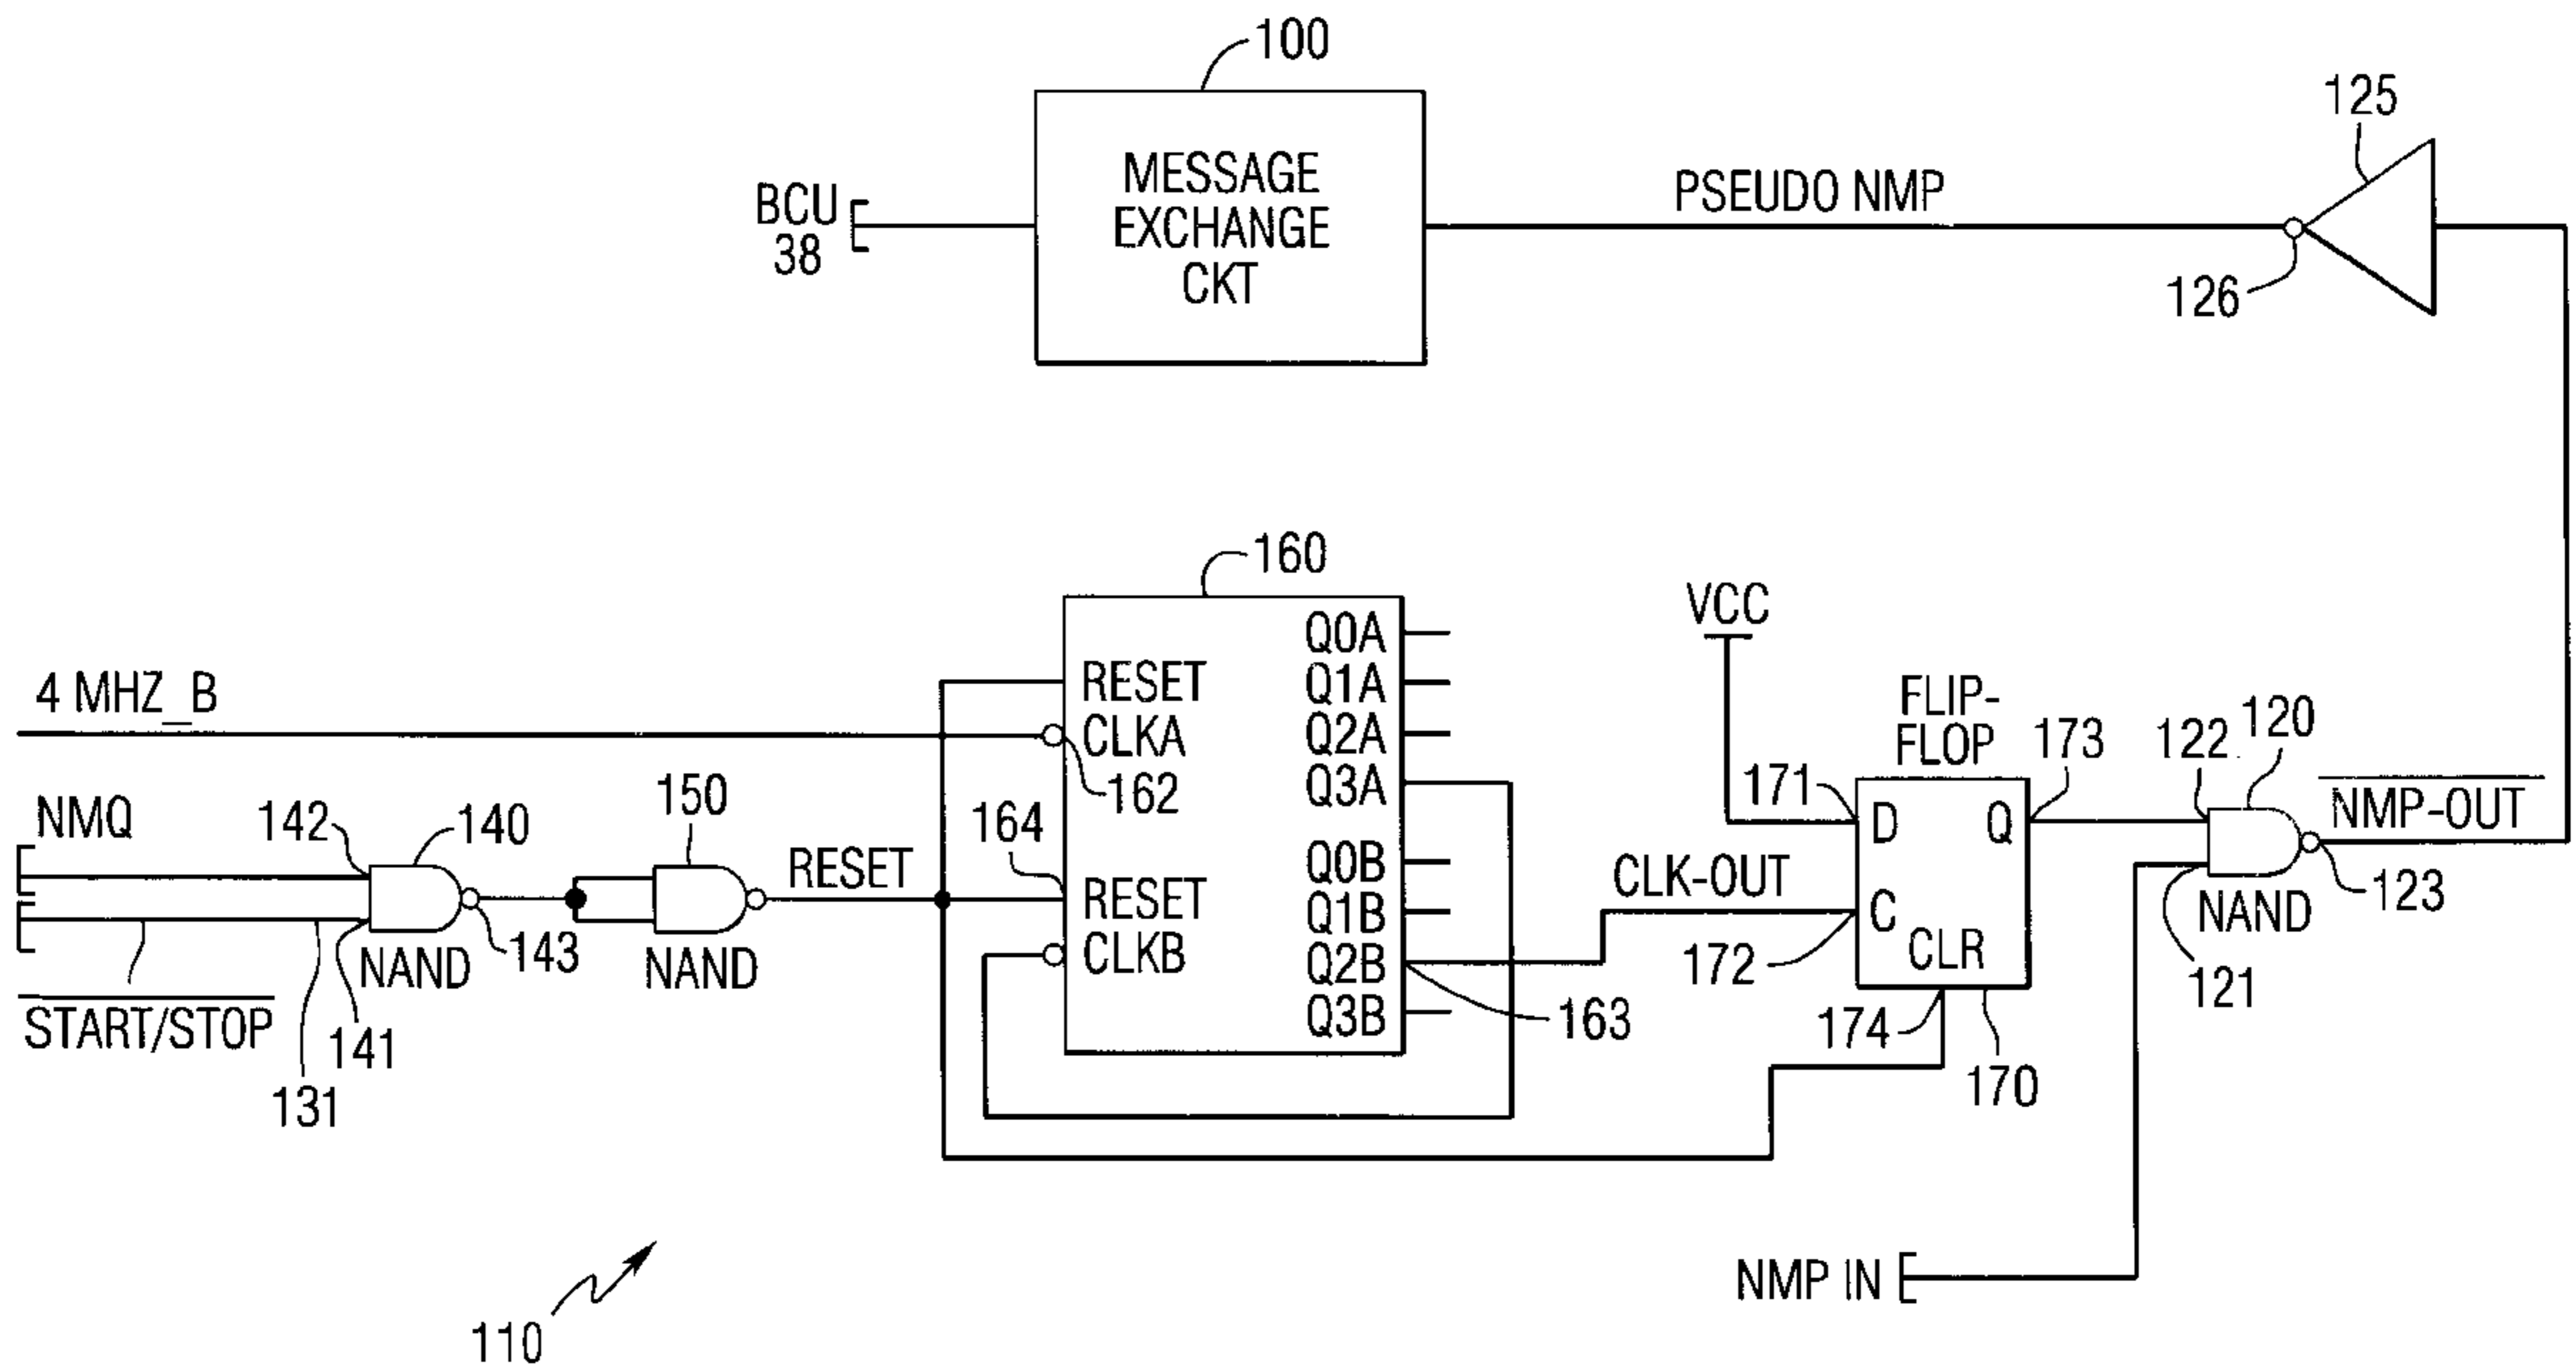 100
125
MESSAGE
EXCHANGE
CKT
BCU
38
PSEUDO NMP
126
160
VCC
4 MHZ_B
RESET
CLKA
162
164
RESET
CLKB
Q0A
Q1A
Q2A
Q3A
Q0B
Q1B
Q2B
Q3B
163
NMQ
142
140
150
RESET
NAND
143
NAND
START/STOP
141
131
FLIP-
FLOP
171
173
122
120
D
Q
NMP-OUT
CLK-OUT
C
CLR
172
NAND
123
121
174
170
NMP IN
110